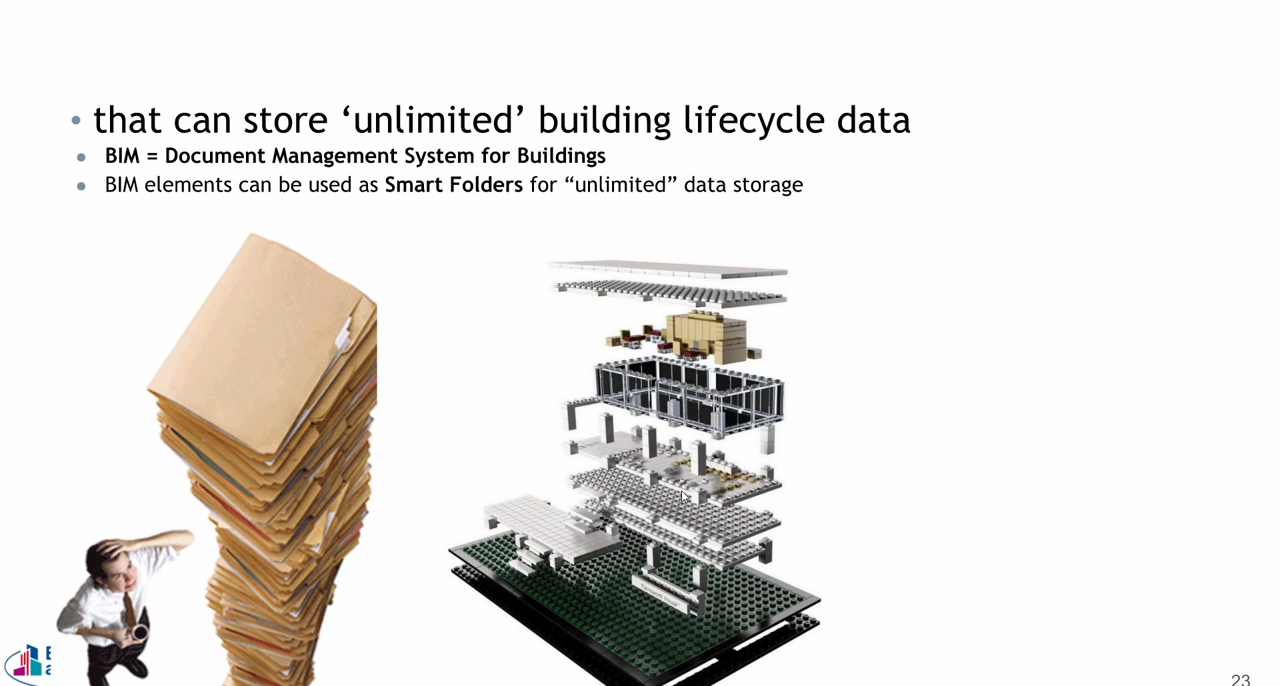 • that can store ‘unlimited’ building lifecycle data
• BIM = Document Management System for Buildings
• BIM elements can be used as Smart Folders for “unlimited” data storage
23